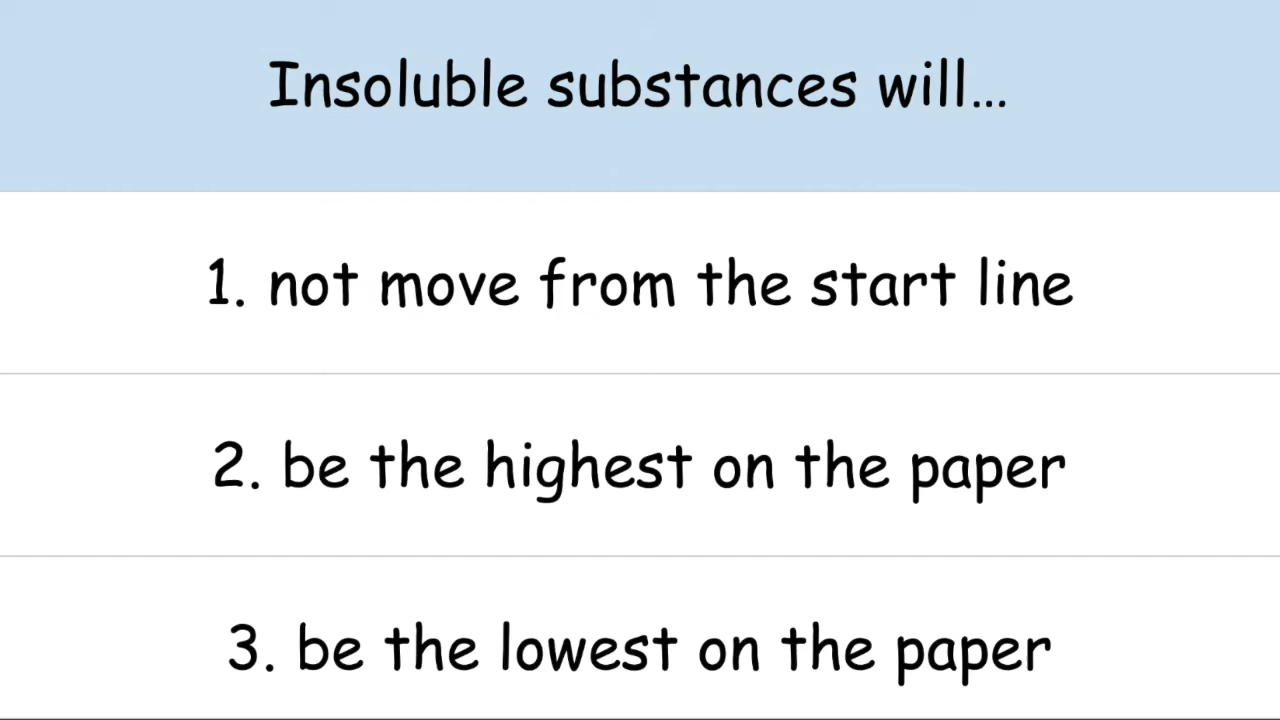 Insoluble substances will...
1. not move from the start line
2. be the highest on the paper
3. be the lowest on the paper